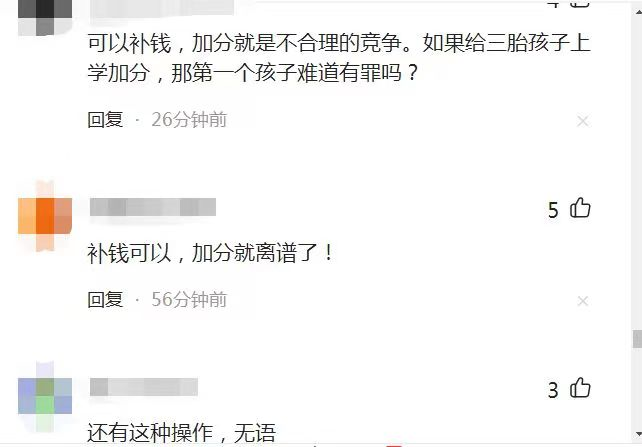 可以补钱，加分就是不合理的竞争。如果给三胎孩子上
学加分，那第一个孩子难道有罪吗？
回复 · 26分钟前
5
补钱可以，加分就离谱了！
回复 · 56分钟前
3
还有这种操作，无语